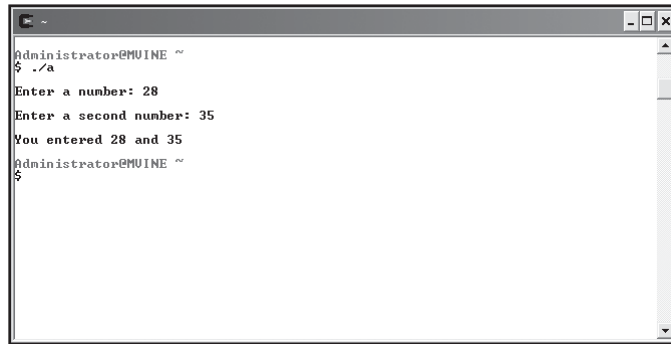 ~
Administrator@MVINE ~
$ ./a
Enter a number: 28
Enter a second number: 35
You entered 28 and 35
Administrator@MVINE ~
$